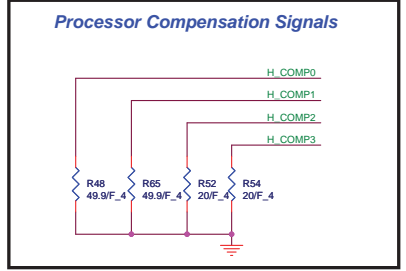 Processor Compensation Signals
H_COMP0
H_COMP1
H_COMP2
H_COMP3
R48 R65 R52 R54
49.9/F_4 49.9/F_4 20/F_4 20/F_4